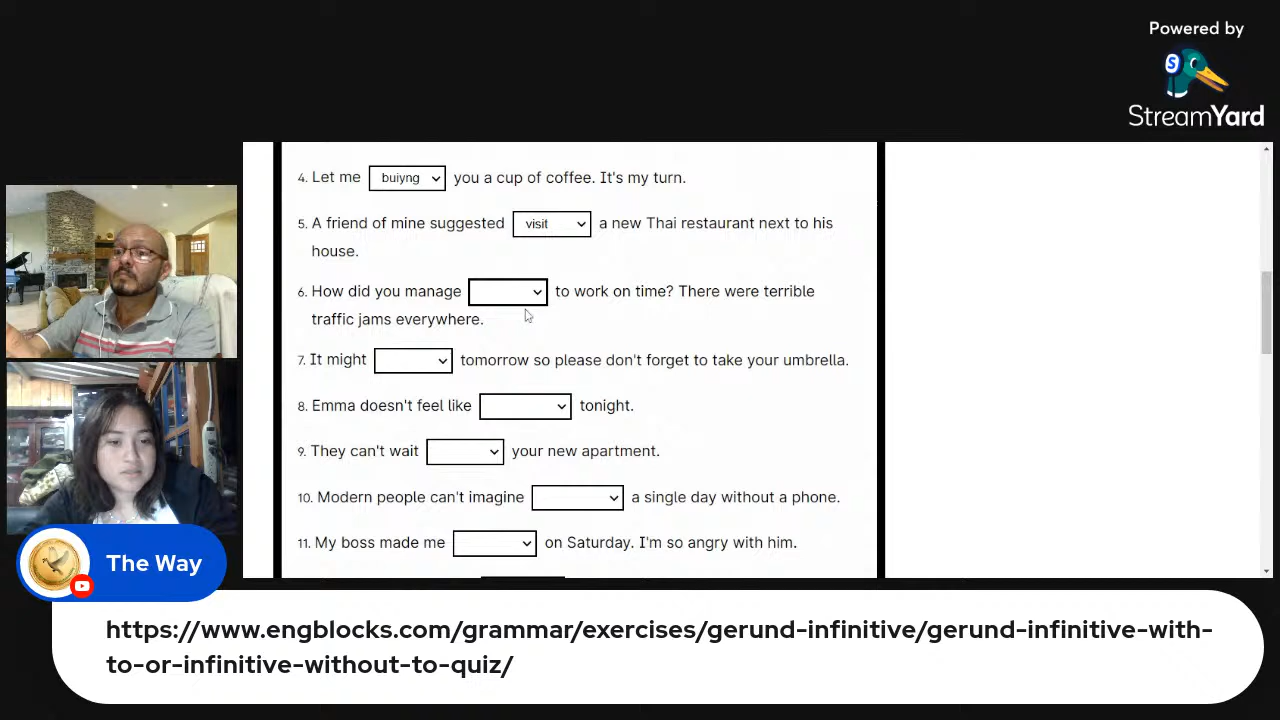 Powered by
StreamYard
4. Let me buiyng you a cup of coffee. It's my turn.
5. A friend of mine suggested visit a new Thai restaurant next to his
house.
6. How did you manage to work on time? There were terrible
traffic jams everywhere.
7. It might tomorrow so please don't forget to take your umbrella.
8. Emma doesn't feel like tonight.
9. They can't wait your new apartment.
10. Modern people can't imagine a single day without a phone.
11. My boss made me on Saturday. I'm so angry with him.
The Way
https://www.engblocks.com/grammar/exercises/gerund-infinitive/gerund-infinitive-with-
to-or-infinitive-without-to-quiz/